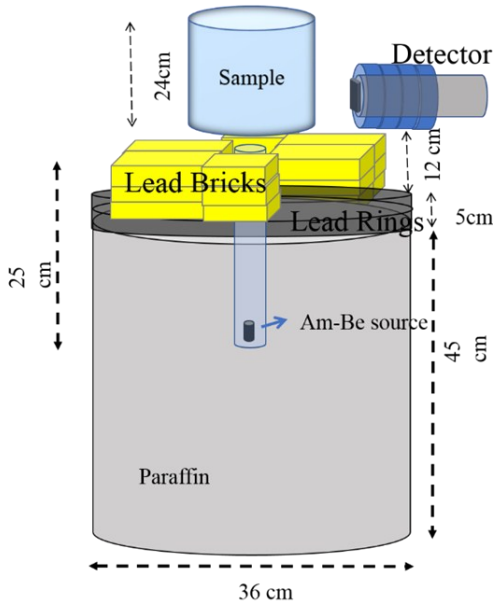 Detector
Sample
24cm
12 cm
Lead Bricks
Lead Rings
5cm
25
cm
Am-Be source
45
cm
Paraffin
36 cm